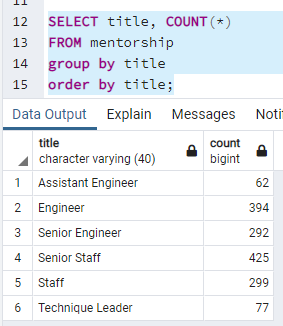 11
12 SELECT title, COUNT(*)
13 FROM mentorship
14 group by title
15 order by title;
Data Output Explain Messages Noti
title count
character varying (40) bigint
1 Assistant Engineer 62
2 Engineer 394
3 Senior Engineer 292
4 Senior Staff 425
5 Staff 299
6 Technique Leader 77